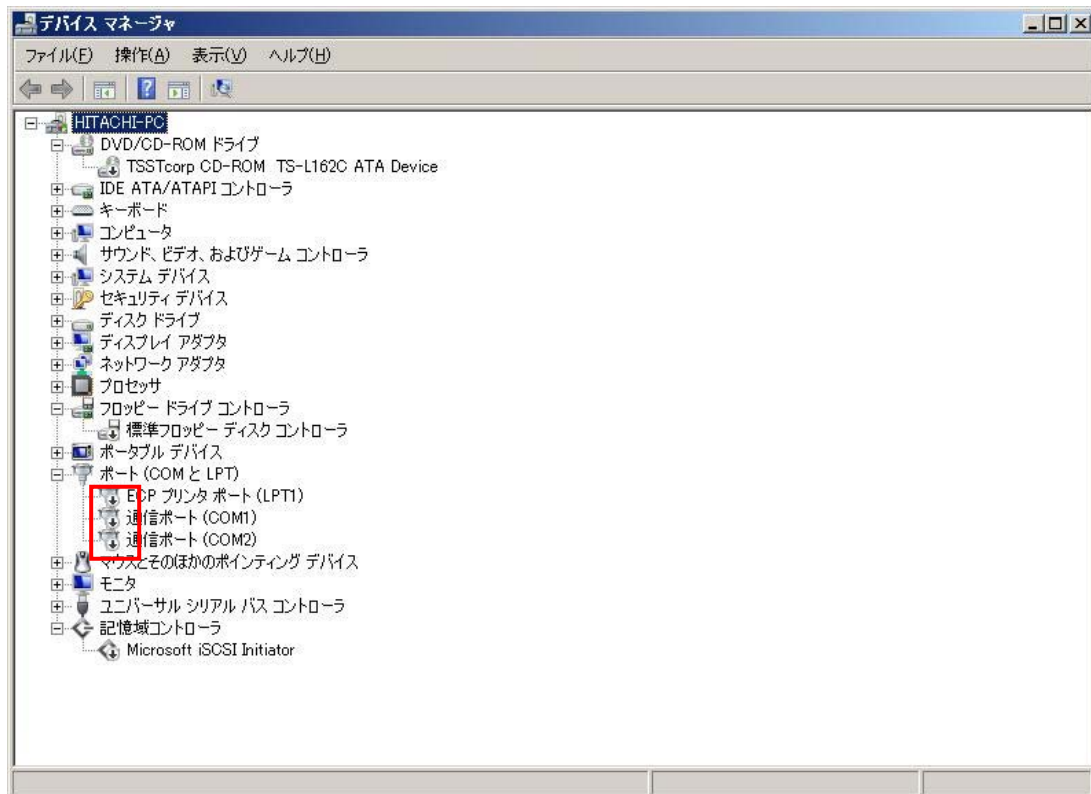 デバイス マネージャ
ファイル(F) 操作(A) 表示(V) ヘルプ(H)
HITACHI-PC
DVD/CD-ROM ドライブ
TSSTcorp CD-ROM TS-L162C ATA Device
IDE ATA/ATAPI コントローラ
キーボード
コンピュータ
サウンド、ビデオ、およびゲーム コントローラ
システム デバイス
セキュリティ デバイス
ディスク ドライブ
ディスプレイ アダプタ
ネットワーク アダプタ
プロセッサ
フロッピー ドライブ コントローラ
標準フロッピー ディスク コントローラ
ポータブル デバイス
ポート (COM と LPT)
ECP プリンタ ポート (LPT1)
通信ポート (COM1)
通信ポート (COM2)
マウスとそのほかのポインティング デバイス
モニタ
ユニバーサル シリアル バス コントローラ
記憶域コントローラ
Microsoft iSCSI Initiator